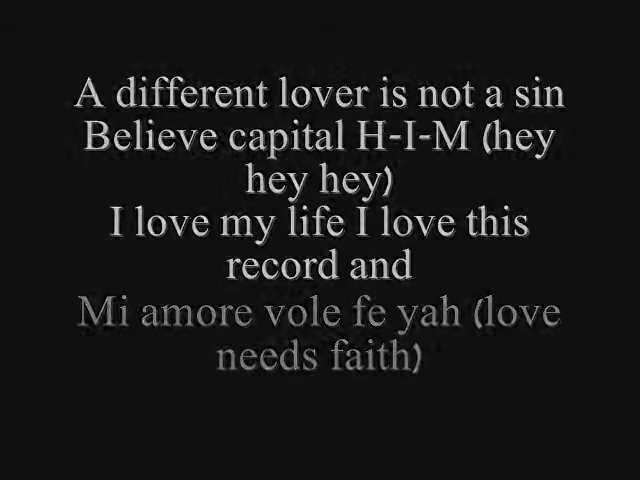 A different lover is not a sin
Believe capital H-I-M (hey
hey hey)
I love my life I love this
record and
Mi amore vole fe yah (love
needs faith)